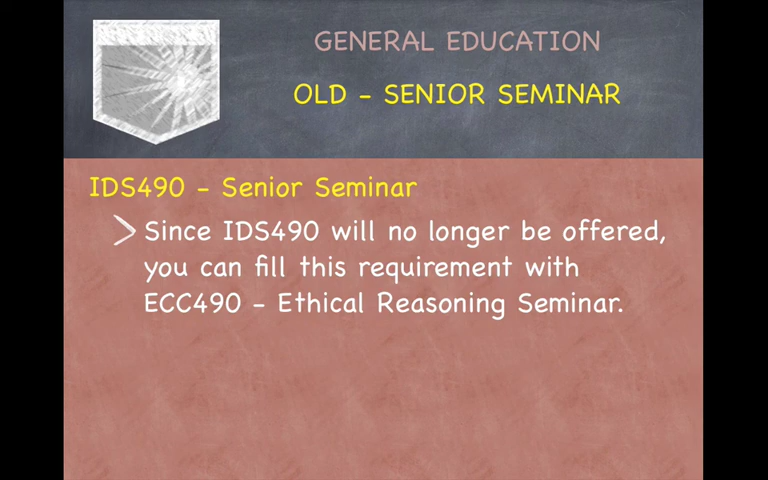 GENERAL EDUCATION
OLD – SENIOR SEMINAR
IDS490 – Senior Seminar
Since IDS490 will no longer be offered,
you can fill this requirement with
ECC490 – Ethical Reasoning Seminar.